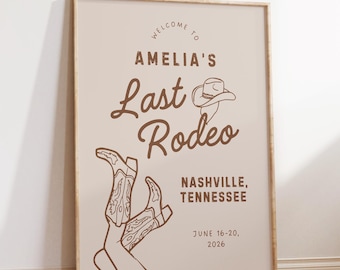 WELCOME TO
AMELIA'S
Last
Rodeo
NASHVILLE,
TENNESSEE
JUNE 16-20,
2026